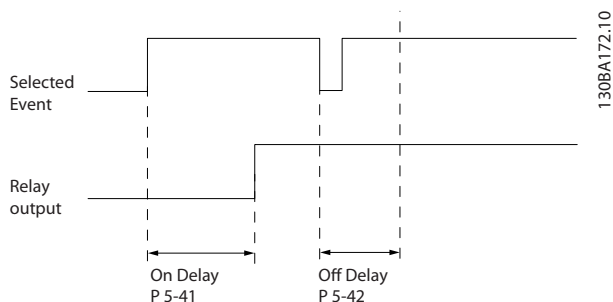 Selected
Event
Relay
output
On Delay
P 5-41
Off Delay
P 5-42
130BA172.10